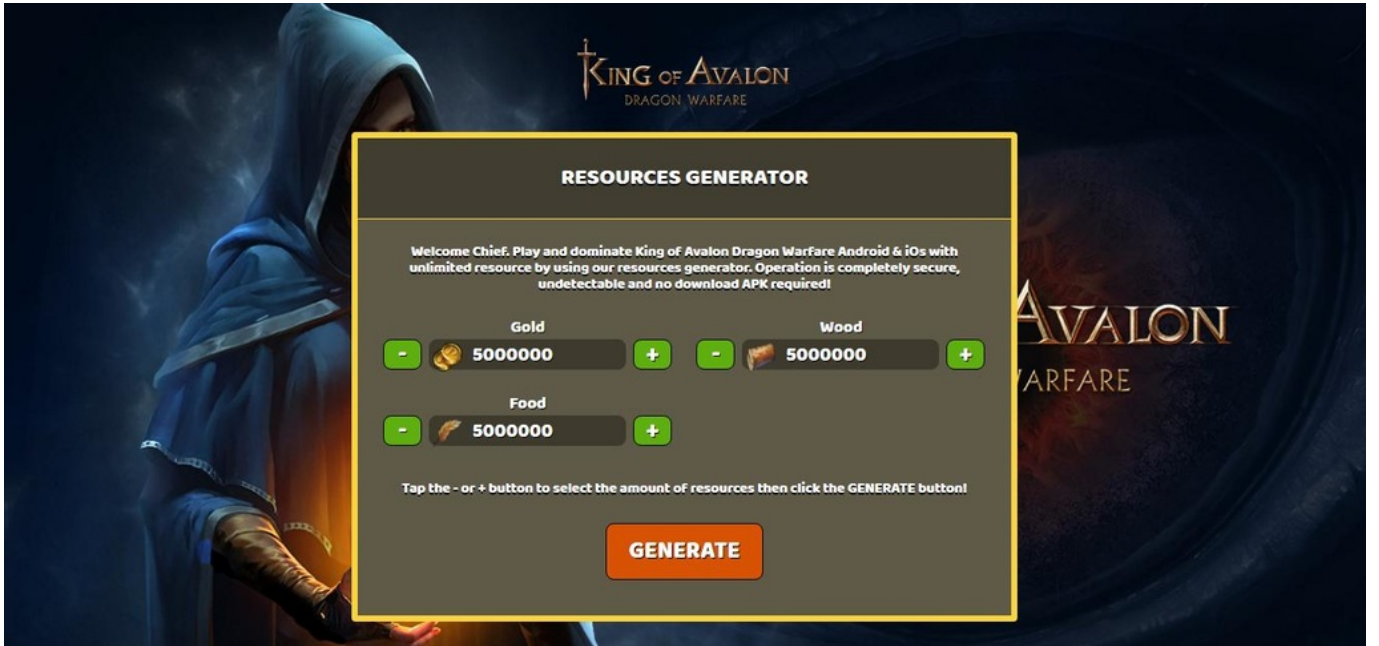 KING OF AVALON
DRAGON WARFARE
RESOURCES GENERATOR
Welcome Chief. Play and dominate King of Avalon Dragon Warfare Android & iOs with
unlimited resource by using our resources generator. Operation is completely secure,
undetectable and no download APK required!
Gold
Wood
- 5000000 +
- 5000000 +
Food
- 5000000 +
AVALON
ARFARE
Tap the - or + button to select the amount of resources then click the GENERATE button!
GENERATE